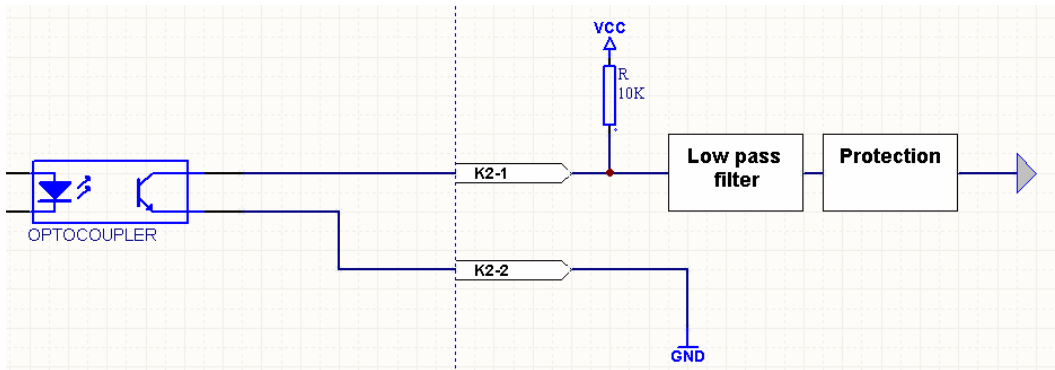 VCC
R
10K
Low pass
filter
Protection
K2-1
OPTOCOUPLER
K2-2
GND